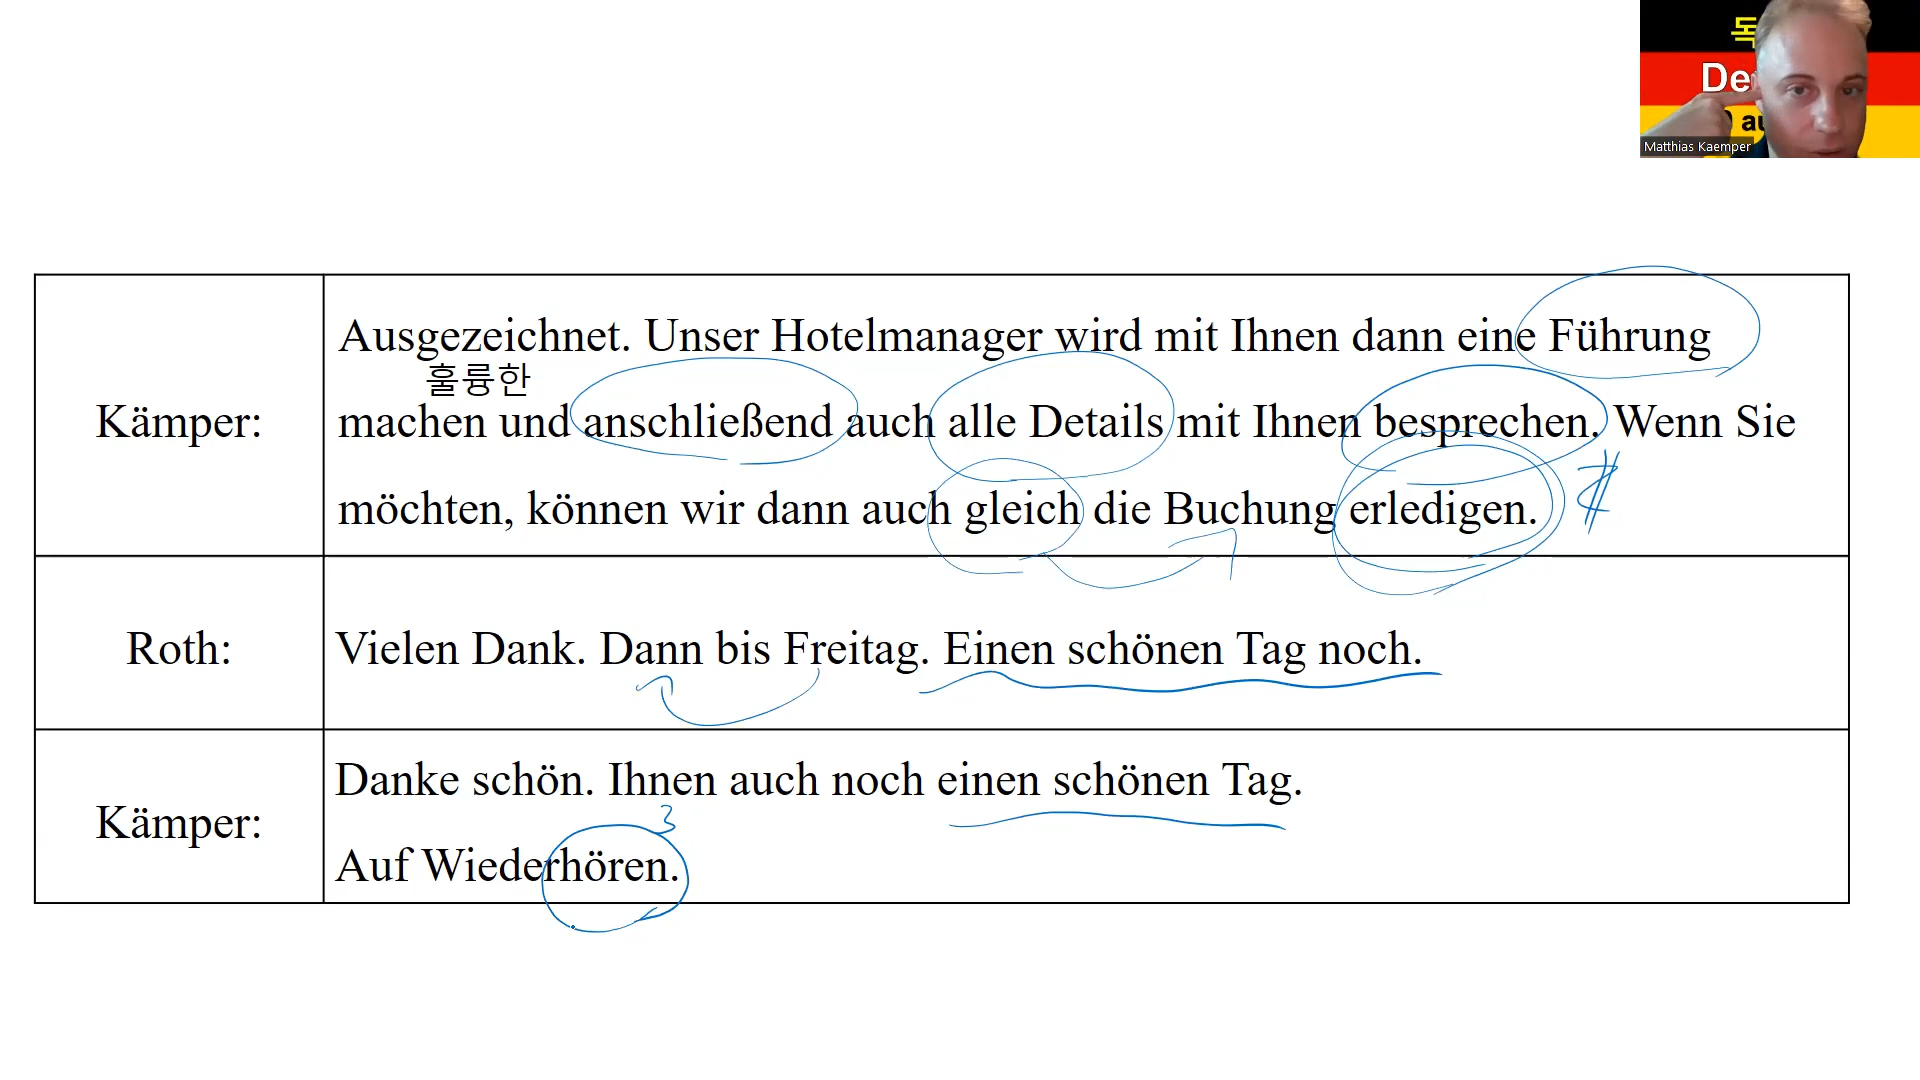 독
De
au
Matthias Kaemper
Kämper:
Ausgezeichnet. Unser Hotelmanager wird mit Ihnen dann eine Führung
훌륭한
machen und anschließend auch alle Details mit Ihnen besprechen. Wenn Sie
möchten, können wir dann auch gleich die Buchung erledigen.
Roth:
Vielen Dank. Dann bis Freitag. Einen schönen Tag noch.
Kämper:
Danke schön. Ihnen auch noch einen schönen Tag.
3
Auf Wiederhören.